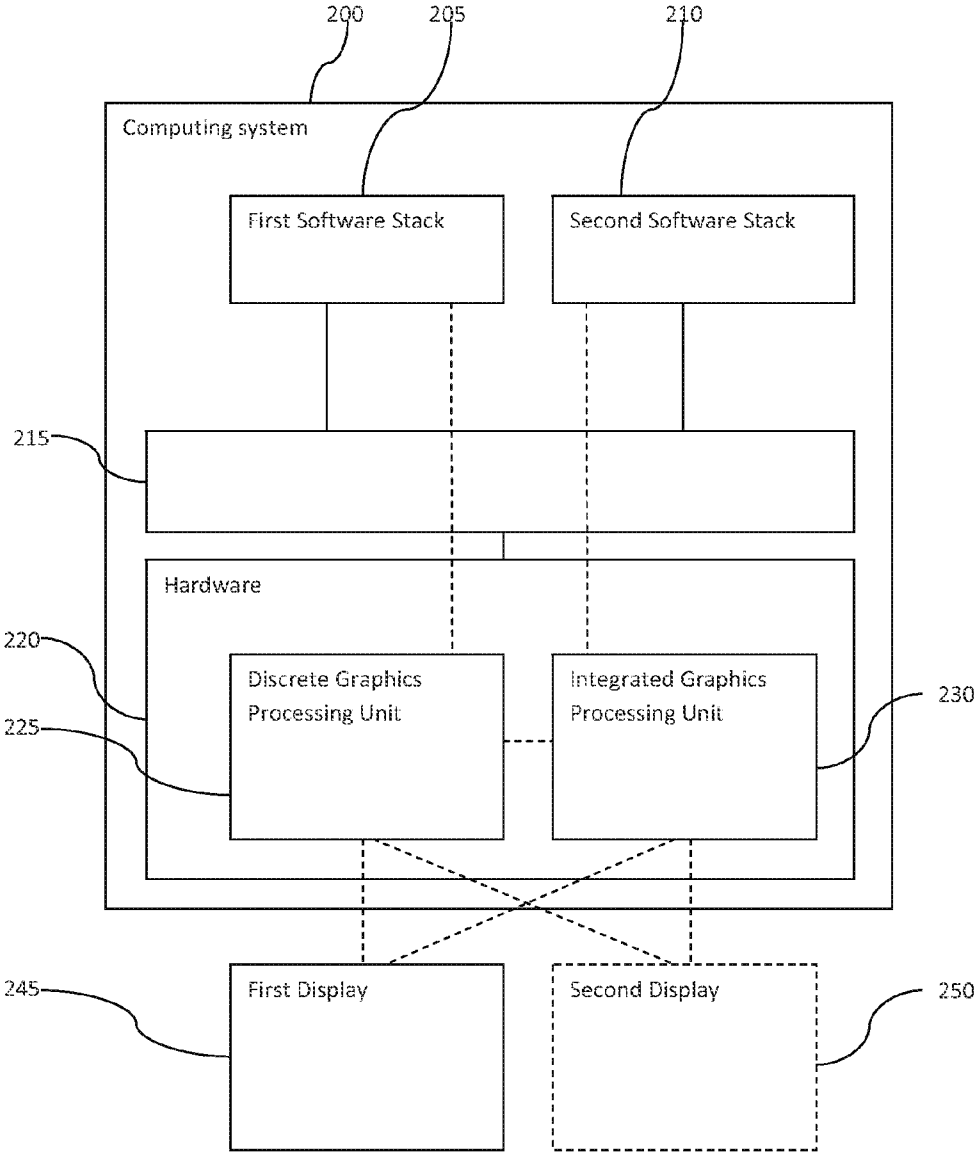 200
205
210
Computing system
First Software Stack
Second Software Stack
215
Hardware
220
Discrete Graphics
Processing Unit
Integrated Graphics
Processing Unit
225
230
245
First Display
Second Display
250